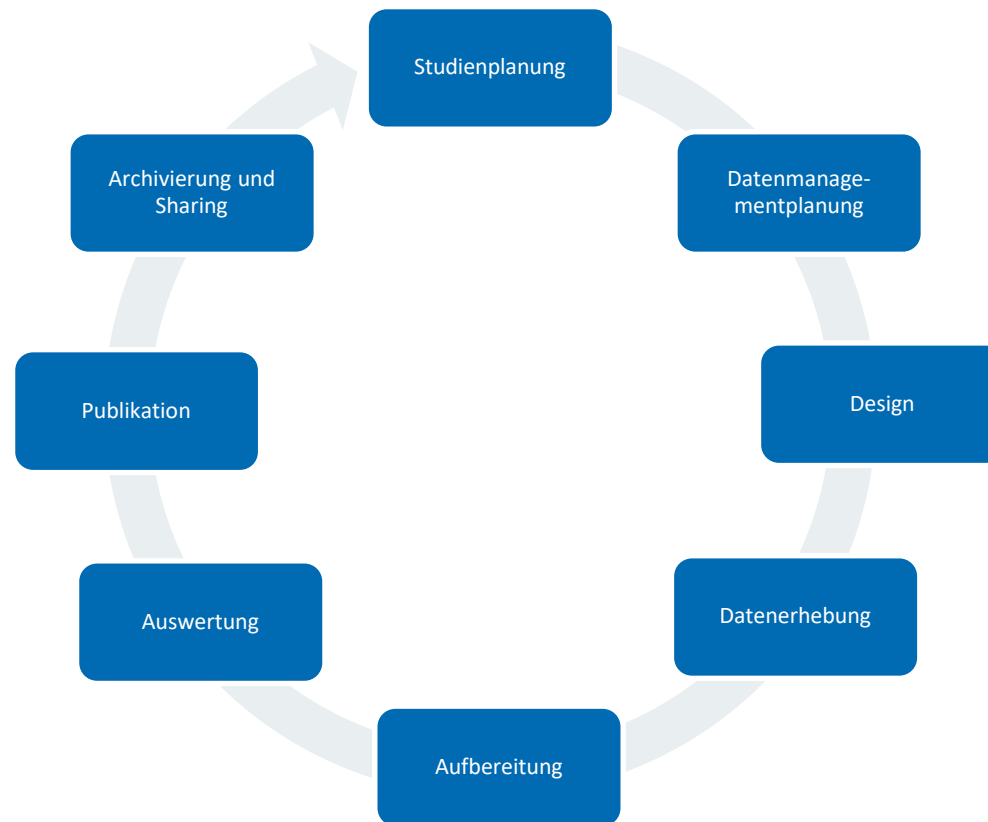 Studienplanung
Datenmanage-
mentplanung
Design
Datenerhebung
Aufbereitung
Auswertung
Publikation
Archivierung und
Sharing